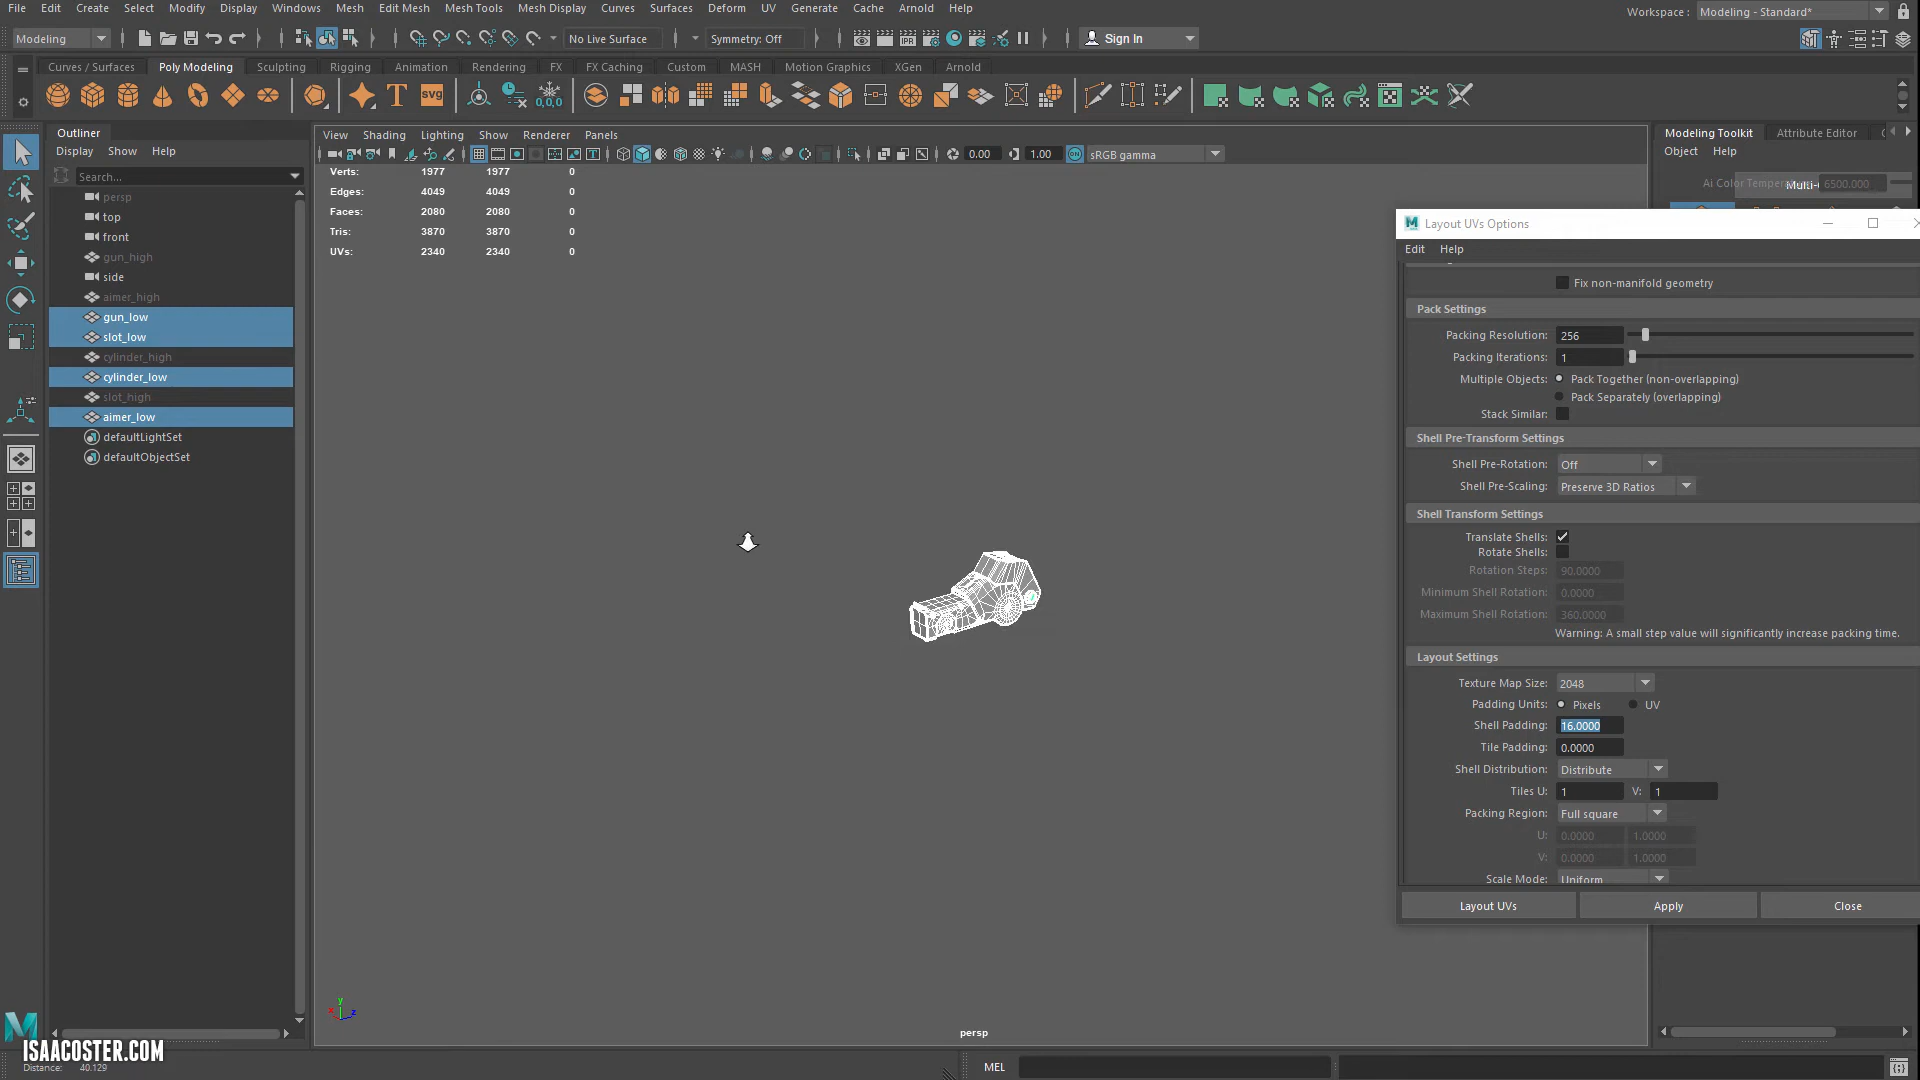 File Edit Create Select Modify Display Windows Mesh Edit Mesh Mesh Tools Mesh Display Curves Surfaces Deform UV Generate Cache Arnold Help
Workspace : Modeling - Standard*
Modeling No Live Surface Symmetry: Off Sign In
Curves / Surfaces Poly Modeling Sculpting Rigging Animation Rendering FX FX Caching Custom MASH Motion Graphics XGen Arnold
SVG 0,0,0
Outliner
Display Show Help
Search...
persp
top
front
gun_high
side
aimer_high
gun_low
slot_low
cylinder_high
cylinder_low
slot_high
aimer_low
defaultLightSet
defaultObjectSet
View Shading Lighting Show Renderer Panels
0.00 1.00 sRGB gamma
Verts: 1977 1977 0
Edges: 4049 4049 0
Faces: 2080 2080 0
Tris: 3870 3870 0
UVs: 2340 2340 0
persp
Modeling Toolkit Attribute Editor
Object Help
Ai Color 6500.000
Layout UVs Options
Edit Help
Fix non-manifold geometry
Pack Settings
Packing Resolution: 256
Packing Iterations: 1
Multiple Objects: Pack Together (non-overlapping)
Pack Separately (overlapping)
Stack Similar:
Shell Pre-Transform Settings
Shell Pre-Rotation: Off
Shell Pre-Scaling: Preserve 3D Ratios
Shell Transform Settings
Translate Shells:
Rotate Shells:
Rotation Steps: 90.0000
Minimum Shell Rotation: 0.0000
Maximum Shell Rotation: 360.0000
Warning: A small step value will significantly increase packing time.
Layout Settings
Texture Map Size: 2048
Padding Units: Pixels UV
Shell Padding: 16.0000
Tile Padding: 0.0000
Shell Distribution: Distribute
Tiles U: 1 V: 1
Packing Region: Full square
U: 0.0000 1.0000
V: 0.0000 1.0000
Scale Mode: Uniform
Layout UVs Apply Close
ISAACOSTER.COM
Distance: 40.129
MEL